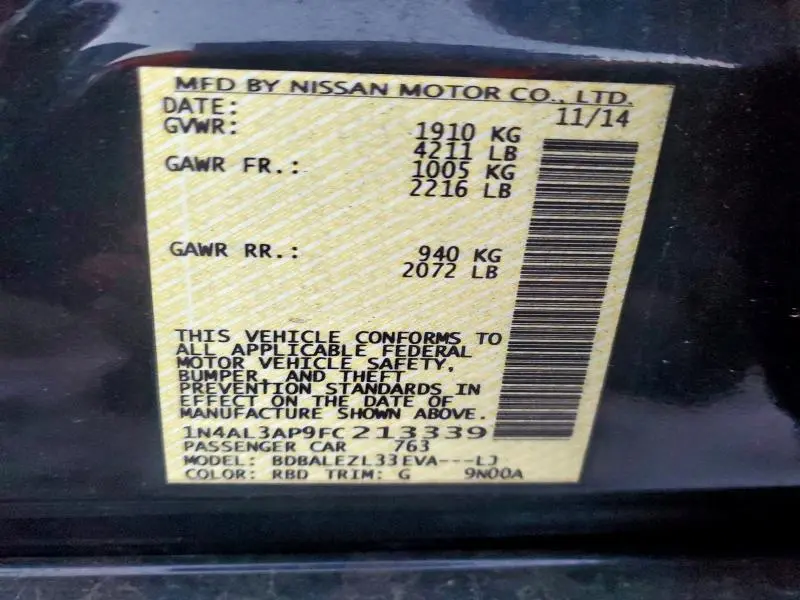 MFD BY NISSAN MOTOR CO., LTD.
DATE: 11/14
GVWR: 1910 KG
4211 LB
GAWR FR.: 1005 KG
2216 LB
GAWR RR.: 940 KG
2072 LB
THIS VEHICLE CONFORMS TO
ALL APPLICABLE FEDERAL
MOTOR VEHICLE SAFETY,
BUMPER, AND THEFT
PREVENTION STANDARDS IN
EFFECT ON THE DATE OF
MANUFACTURE SHOWN ABOVE.
1N4AL3AP9FC213339
PASSENGER CAR 763
MODEL: BDBALEZL33EVA---LJ
COLOR: RBD TRIM: G 9N00A